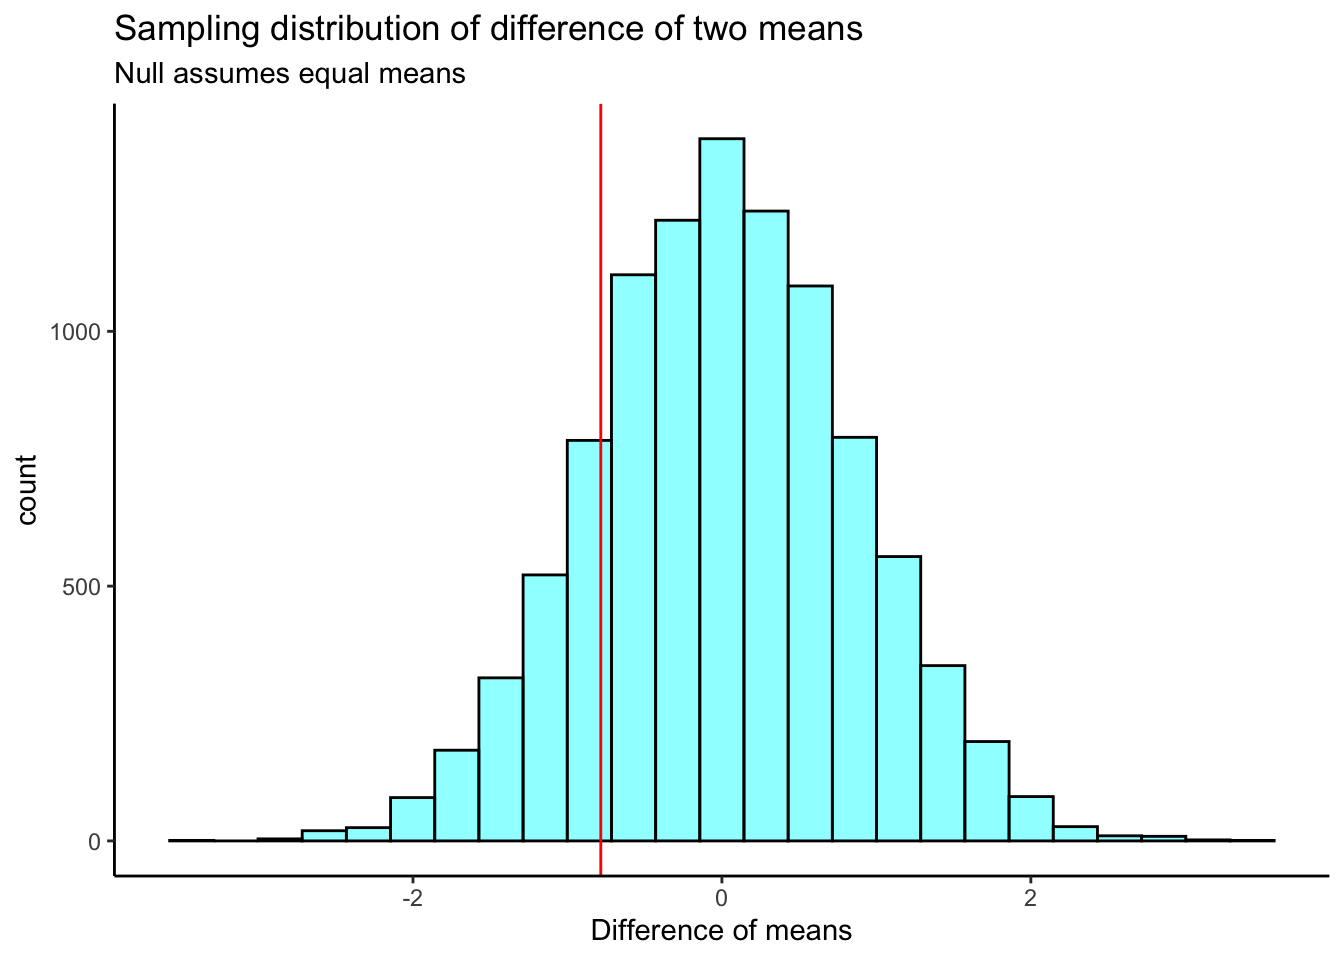 Sampling distribution of difference of two means
Null assumes equal means
1000
500
0
count
-2
0
2
Difference of means